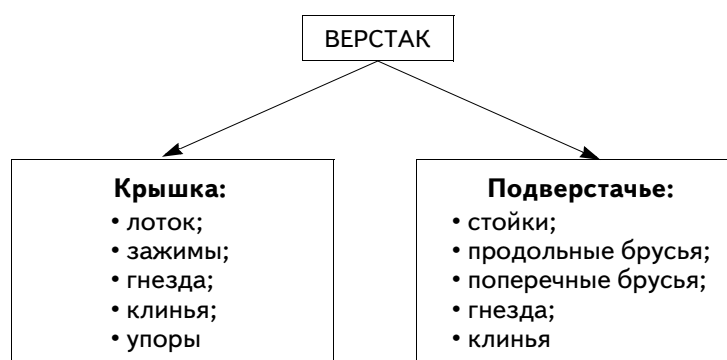 ВЕРСТАК
Крышка:
• лоток;
• зажимы;
• гнезда;
• клинья;
• упоры
Подверстачье:
• стойки;
• продольные брусья;
• поперечные брусья;
• гнезда;
• клинья